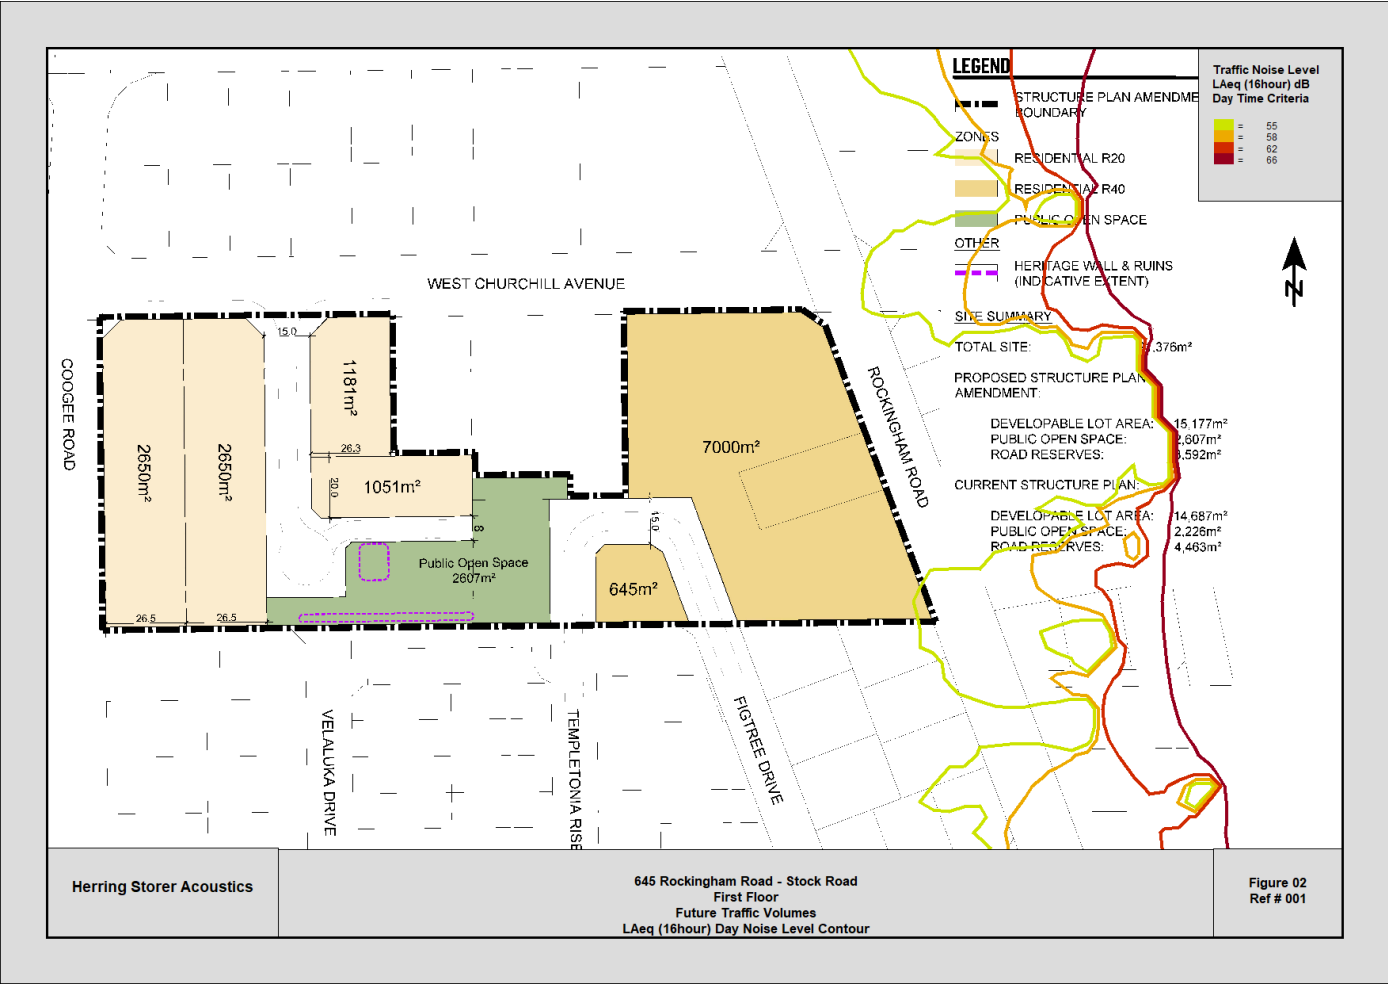 LEGEND
STRUCTURE PLAN AMENDME
BOUNDARY
ZONES
RESIDENTIAL R20
RESIDENTIAL R40
PUBLIC OPEN SPACE
OTHER
HERITAGE WALL & RUINS
(INDICATIVE EXTENT)
SITE SUMMARY
TOTAL SITE: ,376m²
PROPOSED STRUCTURE PLAN
AMENDMENT:
DEVELOPABLE LOT AREA: 15,177m²
PUBLIC OPEN SPACE: 2,607m²
ROAD RESERVES: 3,592m²
CURRENT STRUCTURE PLAN:
DEVELOPABLE LOT AREA: 14,687m²
PUBLIC OPEN SPACE: 2,226m²
ROAD RESERVES: 4,463m²
Traffic Noise Level
LAeq (16hour) dB
Day Time Criteria
= 55
= 58
= 62
= 66
N
WEST CHURCHILL AVENUE
COOGEE ROAD
ROCKINGHAM ROAD
15.0
1181m²
2650m²
2650m²
26.3
20.0
1051m²
8
7000m²
15.0
Public Open Space
2607m²
645m²
26.5
26.5
VELALUKA DRIVE
TEMPLETONIA RISE
FIGTREE DRIVE
Herring Storer Acoustics
645 Rockingham Road - Stock Road
First Floor
Future Traffic Volumes
LAeq (16hour) Day Noise Level Contour
Figure 02
Ref # 001